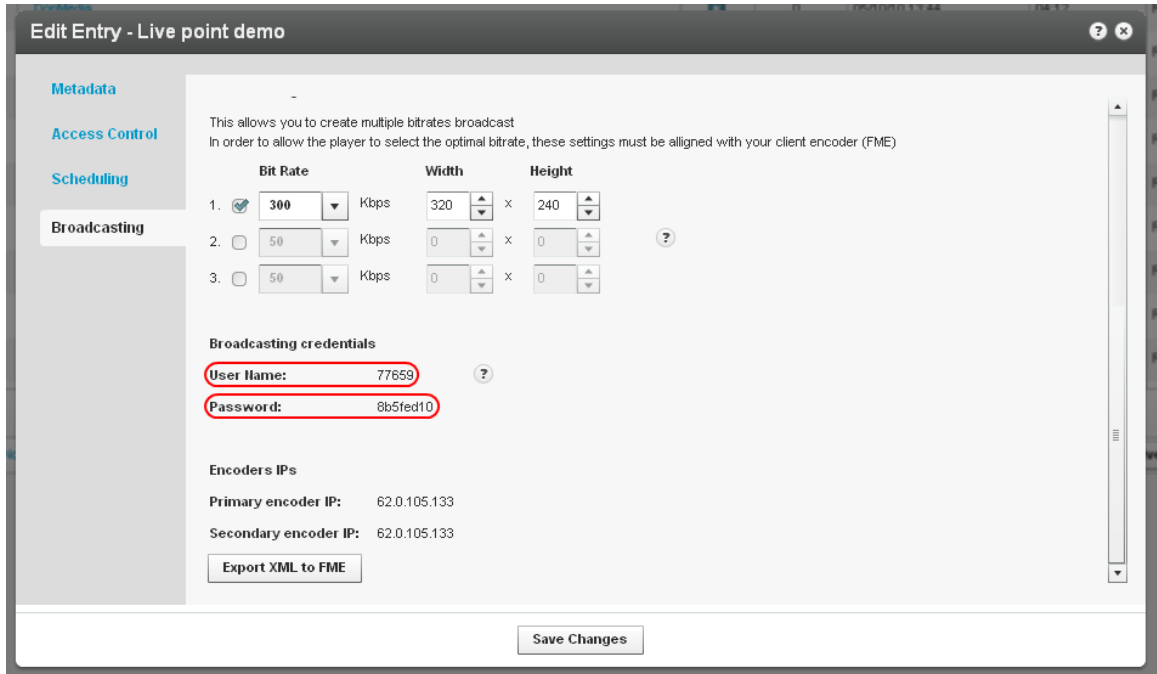 DonMedia
Edit Entry - Live point demo
Metadata
Access Control
Scheduling
Broadcasting
This allows you to create multiple bitrates broadcast
In order to allow the player to select the optimal bitrate, these settings must be alligned with your client encoder (FME)
Bit Rate Width Height
1. 300 Kbps 320 x 240
2. 50 Kbps 0 x 0 ?
3. 50 Kbps 0 x 0
Broadcasting credentials
User Name: 77659 ?
Password: 8b5fed10
Encoders IPs
Primary encoder IP: 62.0.105.133
Secondary encoder IP: 62.0.105.133
Export XML to FME
Save Changes